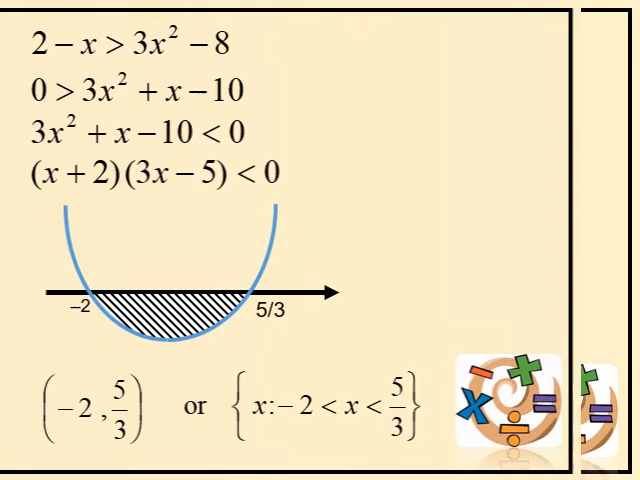 2 − x > 3x² − 8
0 > 3x² + x − 10
3x² + x − 10 < 0
(x + 2)(3x − 5) < 0
–2 5/3
(−2, 5/3) or {x:−2 < x < 5/3}